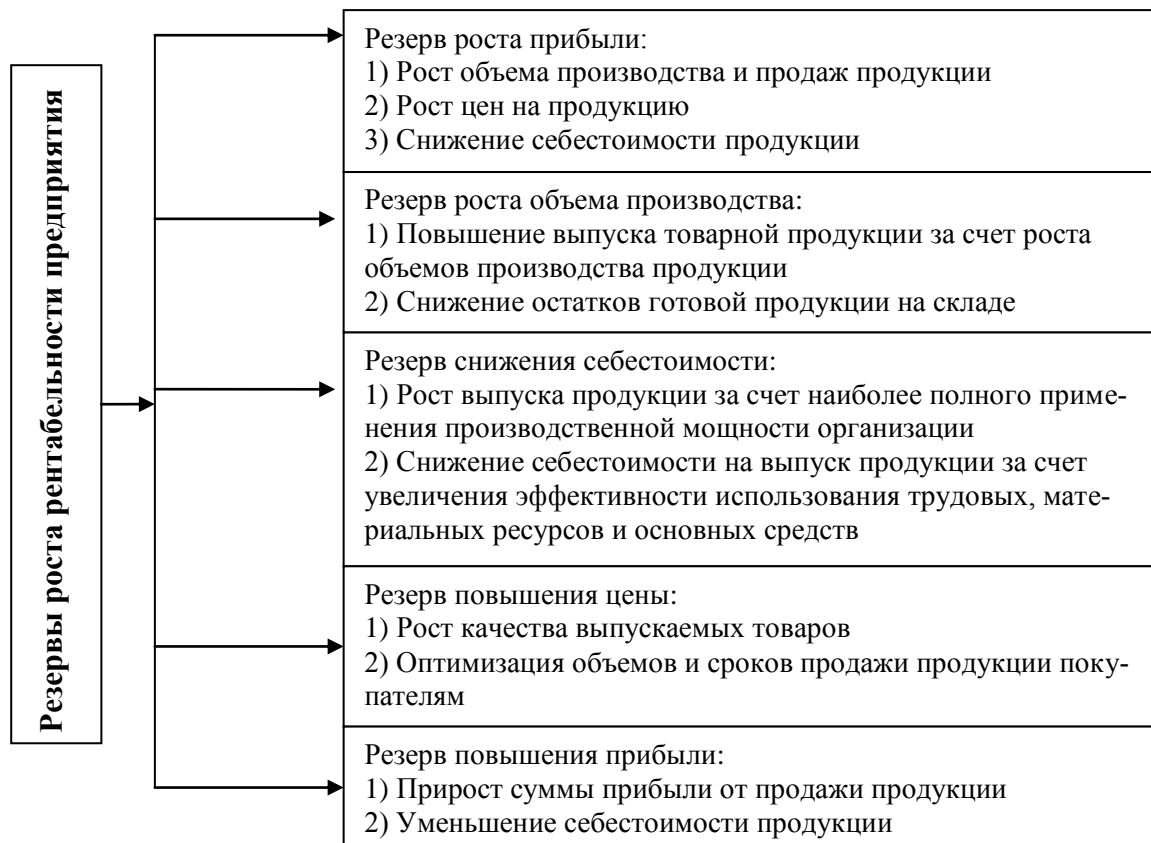 Резервы роста рентабельности предприятия
Резерв роста прибыли:
1) Рост объема производства и продаж продукции
2) Рост цен на продукцию
3) Снижение себестоимости продукции
Резерв роста объема производства:
1) Повышение выпуска товарной продукции за счет роста
объемов производства продукции
2) Снижение остатков готовой продукции на складе
Резерв снижения себестоимости:
1) Рост выпуска продукции за счет наиболее полного приме-
нения производственной мощности организации
2) Снижение себестоимости на выпуск продукции за счет
увеличения эффективности использования трудовых, мате-
риальных ресурсов и основных средств
Резерв повышения цены:
1) Рост качества выпускаемых товаров
2) Оптимизация объемов и сроков продажи продукции поку-
пателям
Резерв повышения прибыли:
1) Прирост суммы прибыли от продажи продукции
2) Уменьшение себестоимости продукции